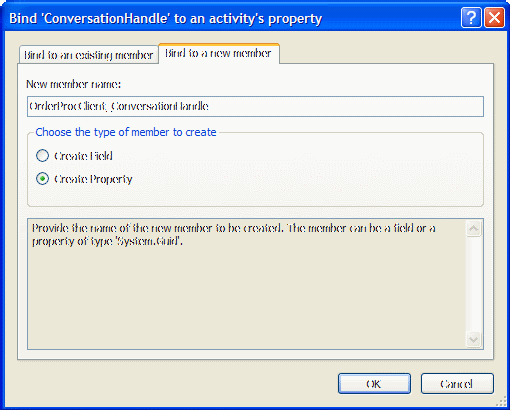 Bind 'ConversationHandle' to an activity's property
Bind to an existing member
Bind to a new member
New member name:
OrderProcClient_ConversationHandle
Choose the type of member to create
Create Field
Create Property
Provide the name of the new member to be created. The member can be a field or a
property of type 'System.Guid'.
OK
Cancel